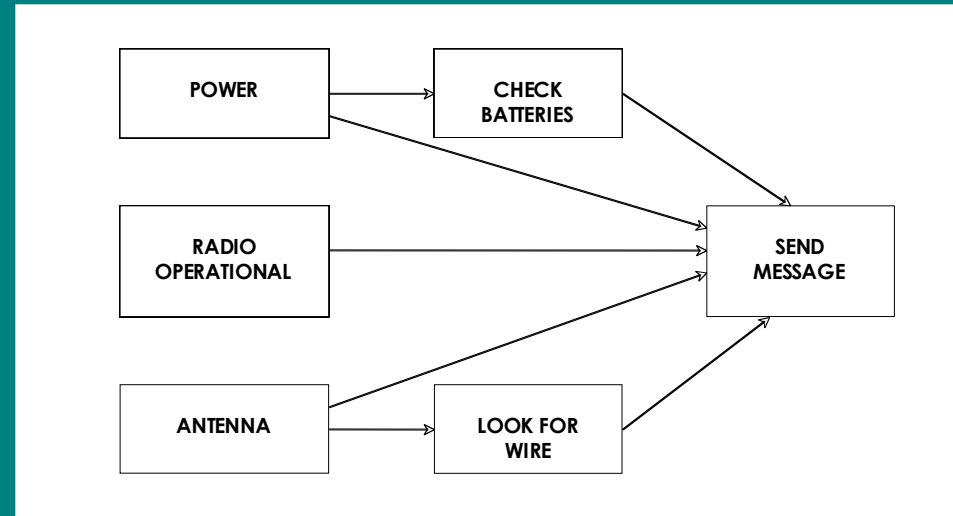 POWER
CHECK
BATTERIES
RADIO
OPERATIONAL
SEND
MESSAGE
ANTENNA
LOOK FOR
WIRE